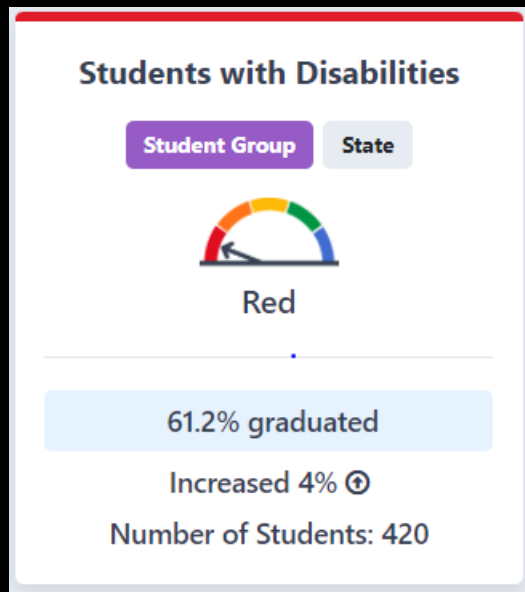 Students with Disabilities
Student Group State
Red
61.2% graduated
Increased 4%
Number of Students: 420